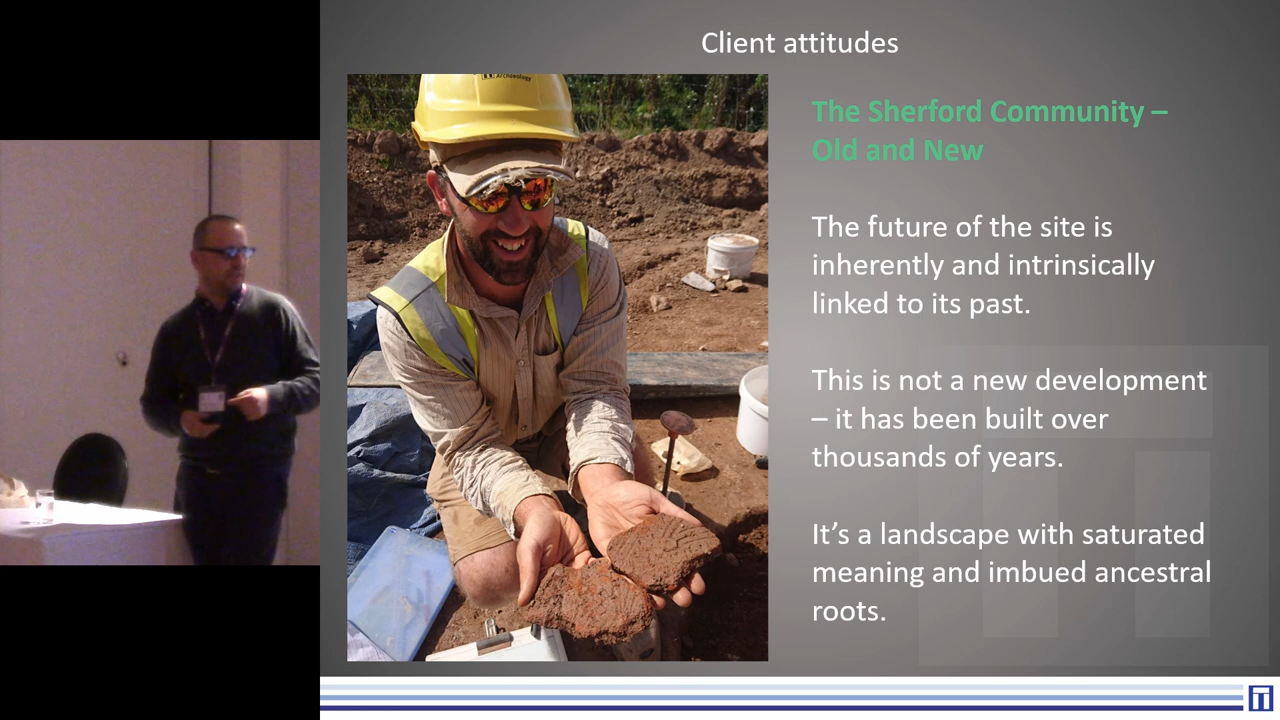 Client attitudes
Archaeology
The Sherford Community –
Old and New
The future of the site is
inherently and intrinsically
linked to its past.
This is not a new development
– it has been built over
thousands of years.
It’s a landscape with saturated
meaning and imbued ancestral
roots.